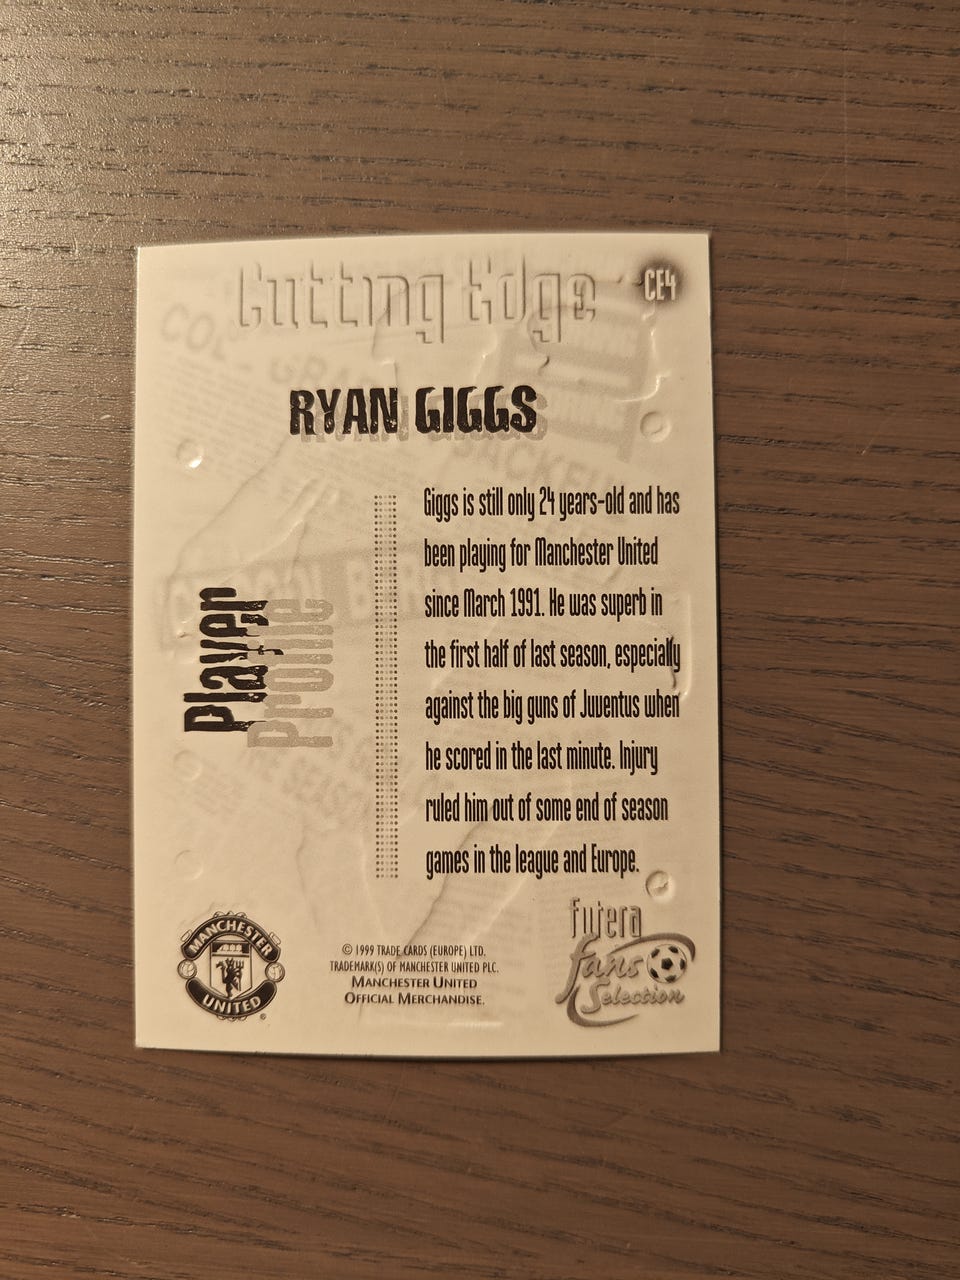 Cutting Edge
CE4
RYAN GIGGS
Player
Profile
Giggs is still only 24 years-old and has
been playing for Manchester United
since March 1991. He was superb in
the first half of last season, especially
against the big guns of Juventus when
he scored in the last minute. Injury
ruled him out of some end of season
games in the league and Europe.
MANCHESTER
UNITED
© 1999 TRADE CARDS (EUROPE) LTD.
TRADEMARK(S) OF MANCHESTER UNITED PLC.
MANCHESTER UNITED
OFFICIAL MERCHANDISE.
futera
fans
Selection